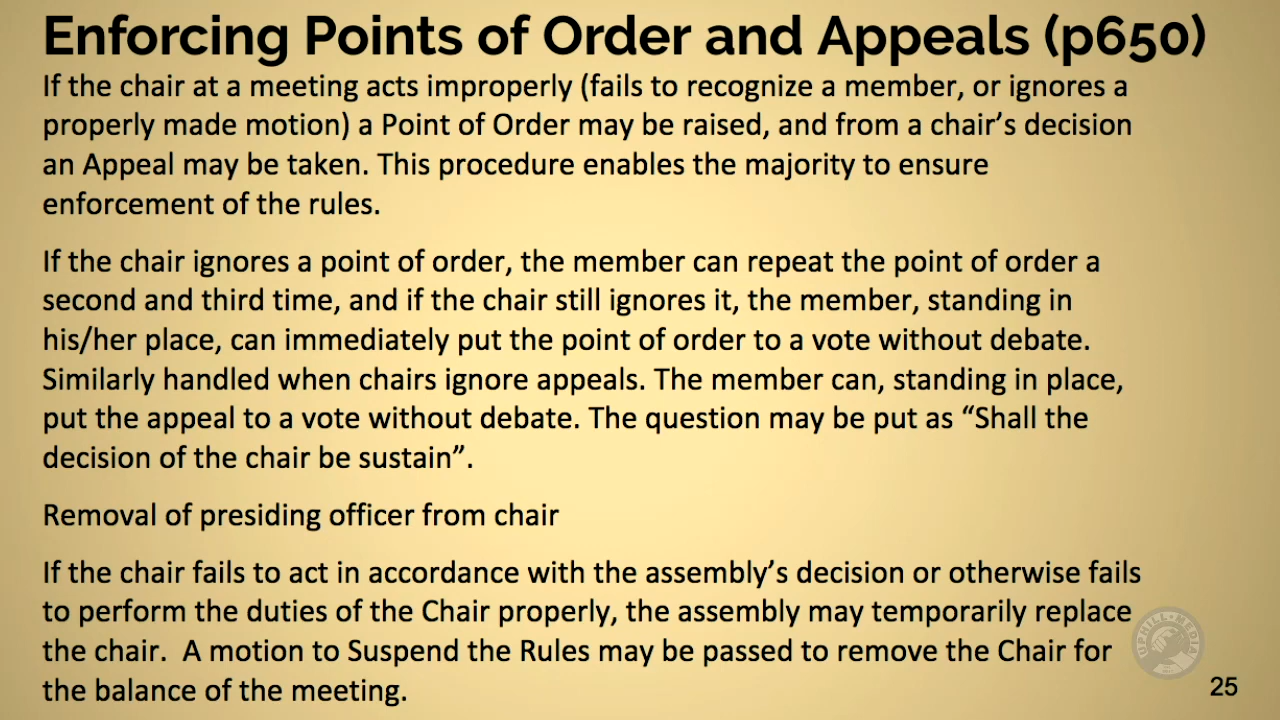 Enforcing Points of Order and Appeals (p650)
If the chair at a meeting acts improperly (fails to recognize a member, or ignores a
properly made motion) a Point of Order may be raised, and from a chair’s decision
an Appeal may be taken. This procedure enables the majority to ensure
enforcement of the rules.
If the chair ignores a point of order, the member can repeat the point of order a
second and third time, and if the chair still ignores it, the member, standing in
his/her place, can immediately put the point of order to a vote without debate.
Similarly handled when chairs ignore appeals. The member can, standing in place,
put the appeal to a vote without debate. The question may be put as “Shall the
decision of the chair be sustain”.
Removal of presiding officer from chair
If the chair fails to act in accordance with the assembly’s decision or otherwise fails
to perform the duties of the Chair properly, the assembly may temporarily replace
the chair.  A motion to Suspend the Rules may be passed to remove the Chair for
the balance of the meeting.
UPHILL MEDIA
25